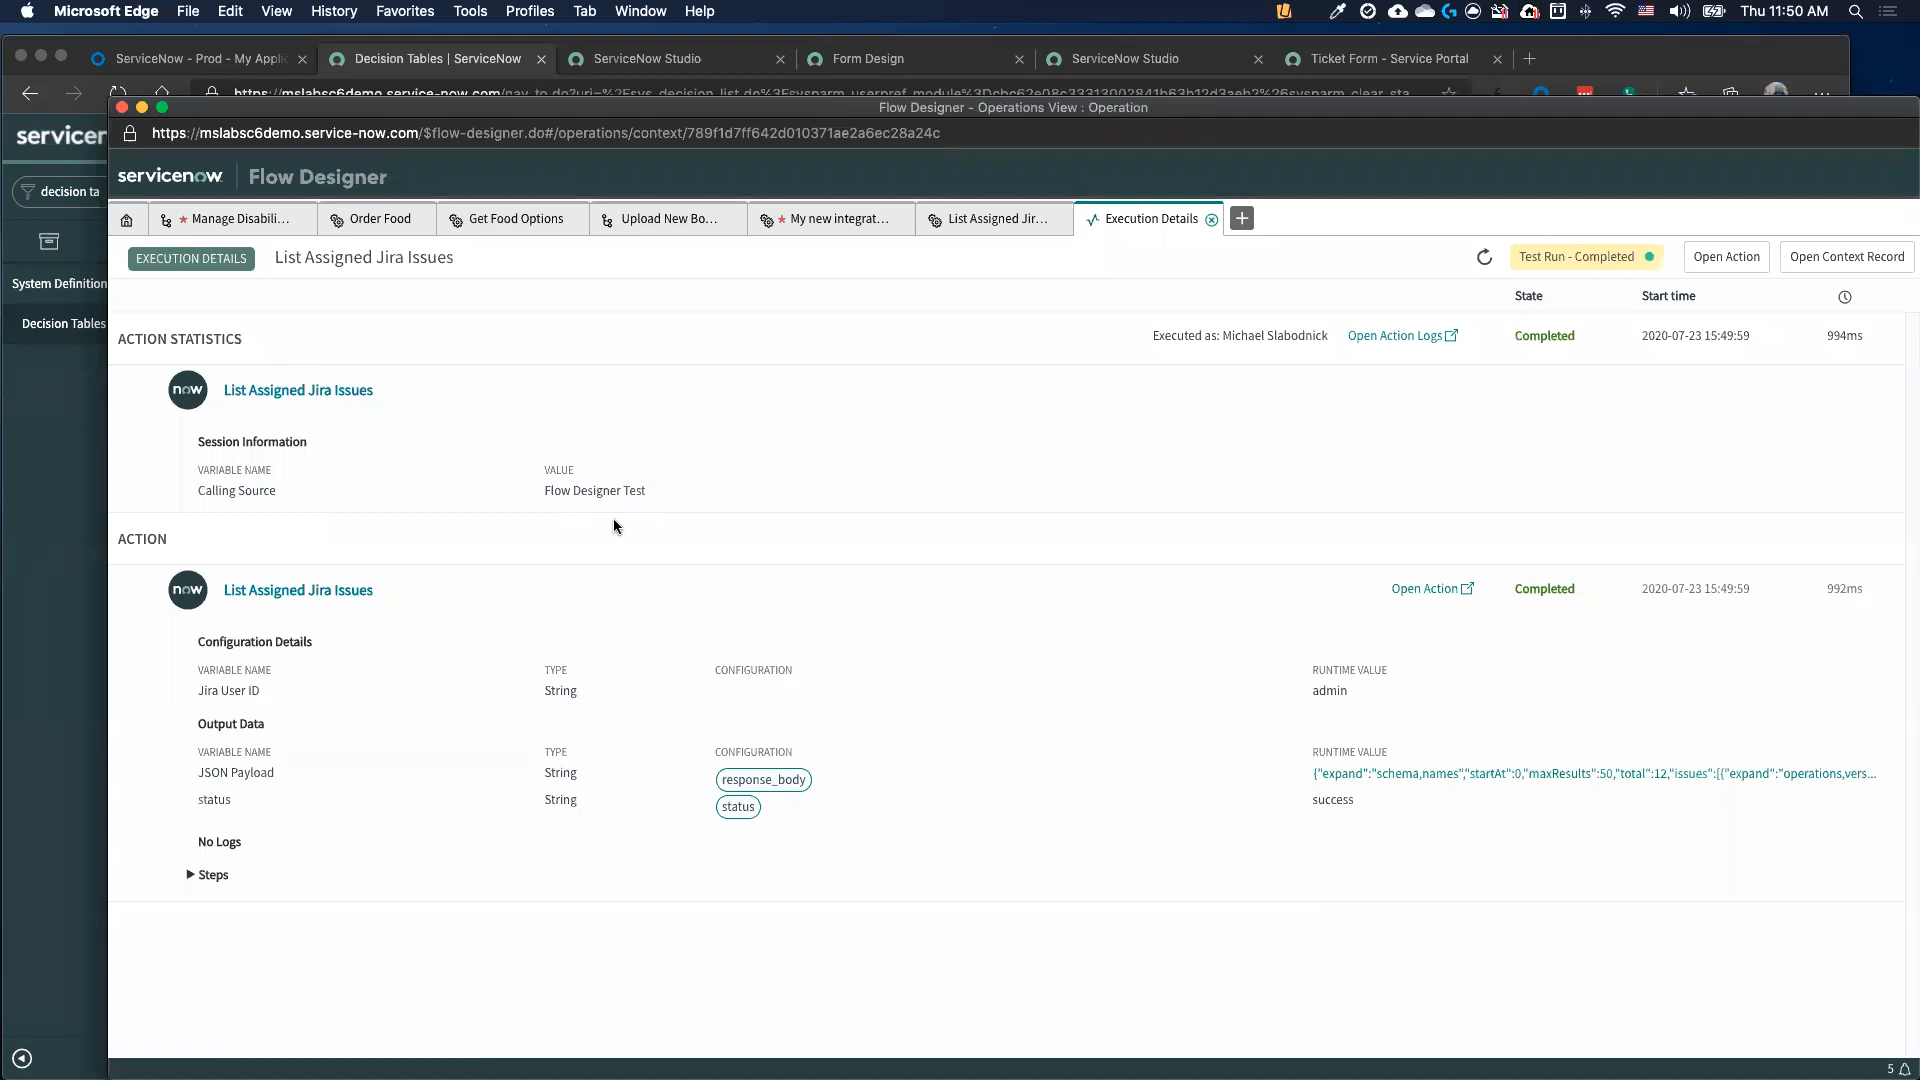 Microsoft Edge File Edit View History Favorites Tools Profiles Tab Window Help Thu 11:50 AM
ServiceNow - Prod - My Applic Decision Tables | ServiceNow ServiceNow Studio Form Design ServiceNow Studio Ticket Form - Service Portal
Flow Designer - Operations View : Operation
https://mslabsc6demo.service-now.com/$flow-designer.do#/operations/context/789f1d7ff642d010371ae2a6ec28a24c
servicenow Flow Designer
decision ta
System Definition
Decision Tables
* Manage Disabili... Order Food Get Food Options Upload New Bo... * My new integrat... List Assigned Jir... Execution Details
EXECUTION DETAILS List Assigned Jira Issues Test Run - Completed Open Action Open Context Record
State Start time
ACTION STATISTICS Executed as: Michael Slabodnick Open Action Logs Completed 2020-07-23 15:49:59 994ms
now List Assigned Jira Issues
Session Information
VARIABLE NAME VALUE
Calling Source Flow Designer Test
ACTION
now List Assigned Jira Issues Open Action Completed 2020-07-23 15:49:59 992ms
Configuration Details
VARIABLE NAME TYPE CONFIGURATION RUNTIME VALUE
Jira User ID String admin
Output Data
VARIABLE NAME TYPE CONFIGURATION RUNTIME VALUE
JSON Payload String response_body {"expand":"schema,names","startAt":0,"maxResults":50,"total":12,"issues":[{"expand":"operations,vers...
status String status success
No Logs
Steps
5